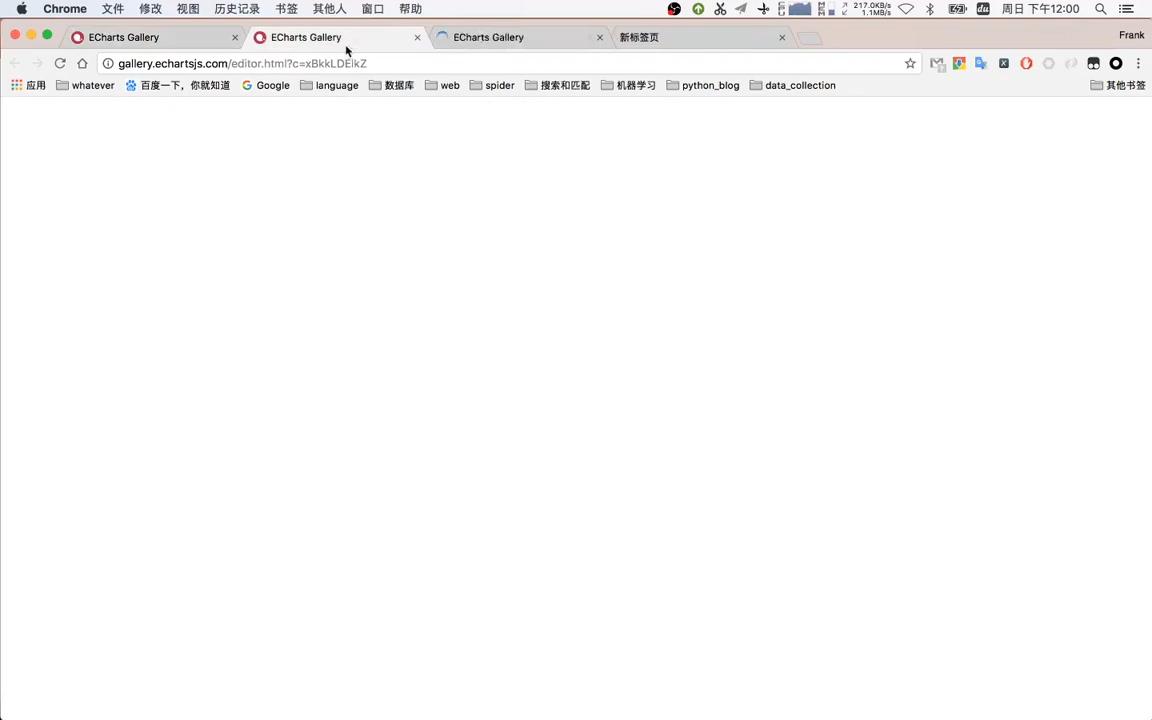 Chrome 文件 修改 视图 历史记录 书签 其他人 窗口 帮助 217.0KB/s 1.1MB/s 周日 下午12:00
ECharts Gallery ECharts Gallery ECharts Gallery 新标签页 Frank
gallery.echartsjs.com/editor.html?c=xBkkLDElkZ
应用 whatever 百度一下,你就知道 Google language 数据库 web spider 搜索和匹配 机器学习 python_blog data_collection 其他书签